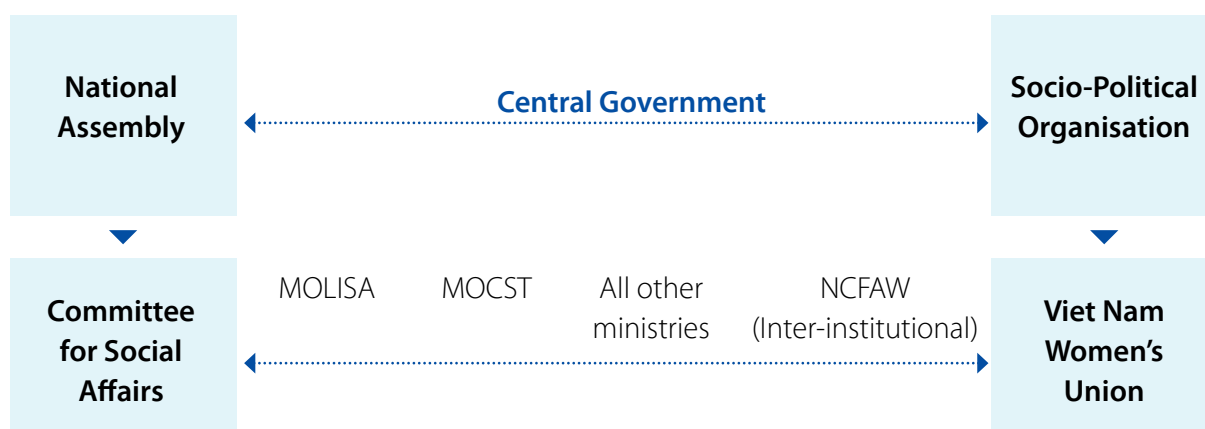 National
Assembly
Central Government
Socio-Political
Organisation
Committee
for Social
Affairs
MOLISA
MOCST
All other
ministries
NCFAW
(Inter-institutional)
Viet Nam
Women’s
Union